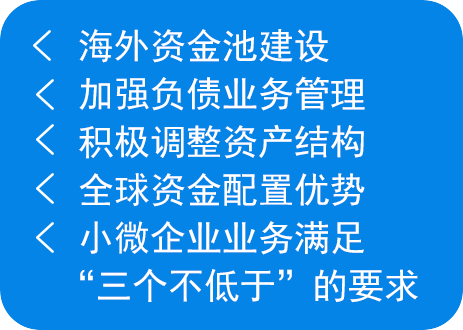 海外资金池建设
加强负债业务管理
积极调整资产结构
全球资金配置优势
小微企业业务满足
“三个不低于”的要求